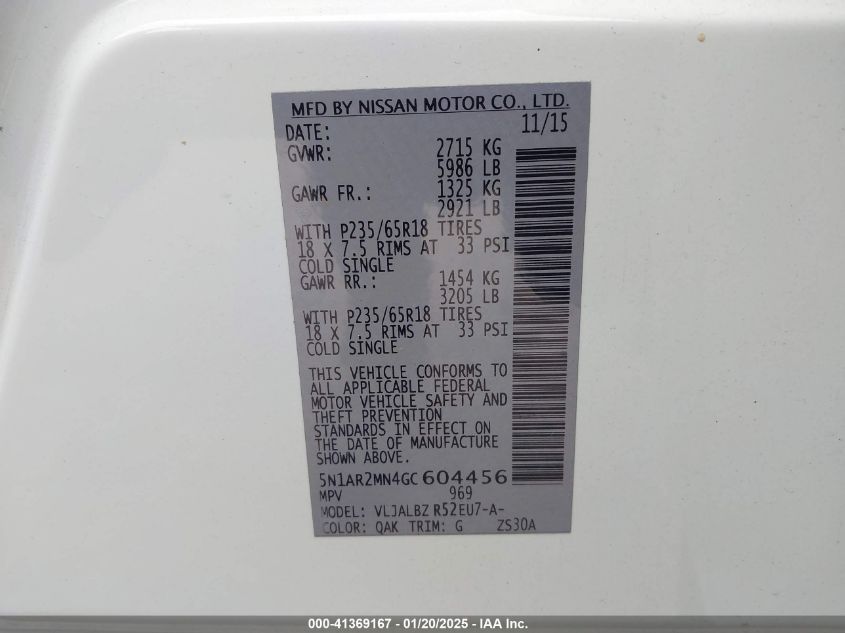 MFD BY NISSAN MOTOR CO., LTD.
DATE: 11/15
GVWR: 2715 KG
5986 LB
GAWR FR.: 1325 KG
2921 LB
WITH P235/65R18 TIRES
18 X 7.5 RIMS AT 33 PSI
COLD SINGLE
GAWR RR.: 1454 KG
3205 LB
WITH P235/65R18 TIRES
18 X 7.5 RIMS AT 33 PSI
COLD SINGLE
THIS VEHICLE CONFORMS TO
ALL APPLICABLE FEDERAL
MOTOR VEHICLE SAFETY AND
THEFT PREVENTION
STANDARDS IN EFFECT ON
THE DATE OF MANUFACTURE
SHOWN ABOVE.
5N1AR2MN4GC604456
MPV 969
MODEL: VLJALBZ R52EU7-A-
COLOR: QAK TRIM: G ZS30A
000-41369167 - 01/20/2025 - IAA Inc.